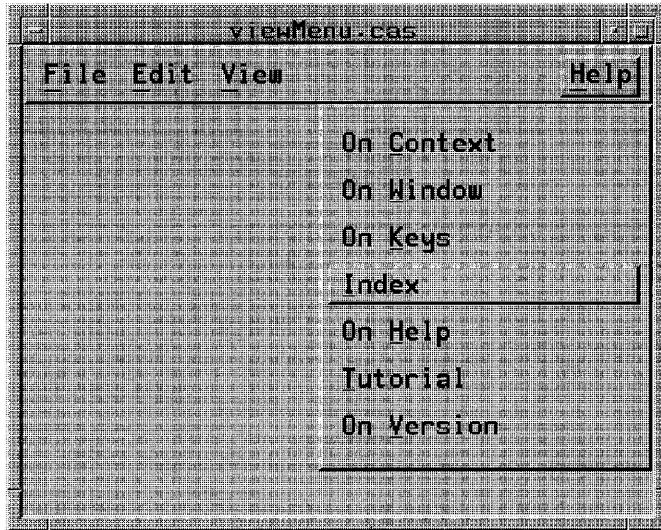 viewMenu.cas
File Edit View Help
On Context
On Window
On Keys
Index
On Help
Tutorial
On Version